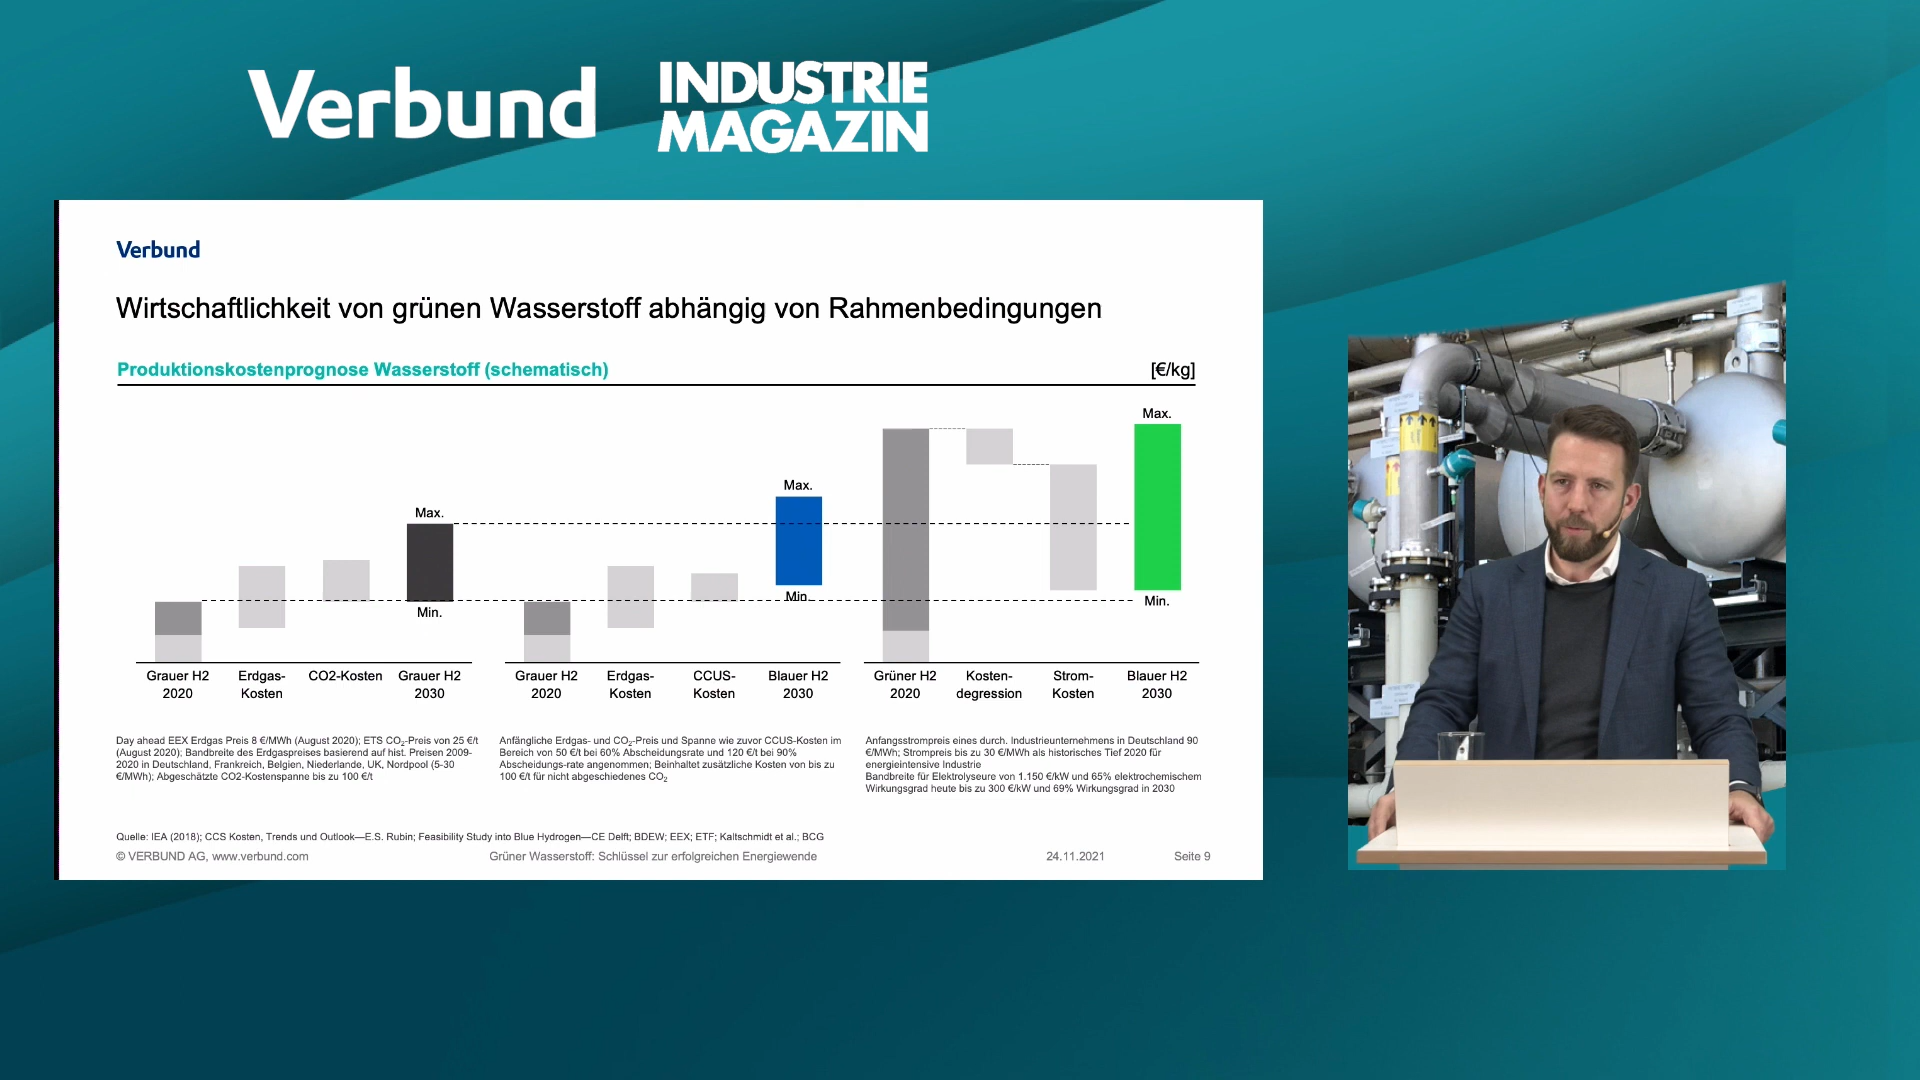 Verbund
INDUSTRIE
MAGAZIN
Verbund
Wirtschaftlichkeit von grünen Wasserstoff abhängig von Rahmenbedingungen
Produktionskostenprognose Wasserstoff (schematisch)
[€/kg]
Max.
Min.
Max.
Min.
Max.
Min.
Grauer H2
2020
Erdgas-
Kosten
CO2-Kosten
Grauer H2
2030
Grauer H2
2020
Erdgas-
Kosten
CCUS-
Kosten
Blauer H2
2030
Grüner H2
2020
Kosten-
degression
Strom-
Kosten
Blauer H2
2030
Day ahead EEX Erdgas Preis 8 €/MWh (August 2020); ETS CO₂-Preis von 25 €/t
(August 2020); Bandbreite des Erdgaspreises basierend auf hist. Preisen 2009-
2020 in Deutschland, Frankreich, Belgien, Niederlande, UK, Nordpool (5-30
€/MWh); Abgeschätzte CO2-Kostenspanne bis zu 100 €/t
Anfängliche Erdgas- und CO₂-Preis und Spanne wie zuvor CCUS-Kosten im
Bereich von 50 €/t bei 60% Abscheidungsrate und 120 €/t bei 90%
Abscheidungs-rate angenommen; Beinhaltet zusätzliche Kosten von bis zu
100 €/t für nicht abgeschiedenes CO₂
Anfangsstrompreis eines durch. Industrieunternehmens in Deutschland 90
€/MWh; Strompreis bis zu 30 €/MWh als historisches Tief 2020 für
energieintensive Industrie
Bandbreite für Elektrolyseure von 1.150 €/kW und 65% elektrochemischem
Wirkungsgrad heute bis zu 300 €/kW und 69% Wirkungsgrad in 2030
Quelle: IEA (2018); CCS Kosten, Trends und Outlook—E.S. Rubin; Feasibility Study into Blue Hydrogen—CE Delft; BDEW; EEX; ETF; Kaltschmidt et al.; BCG
© VERBUND AG, www.verbund.com
Grüner Wasserstoff: Schlüssel zur erfolgreichen Energiewende
24.11.2021
Seite 9